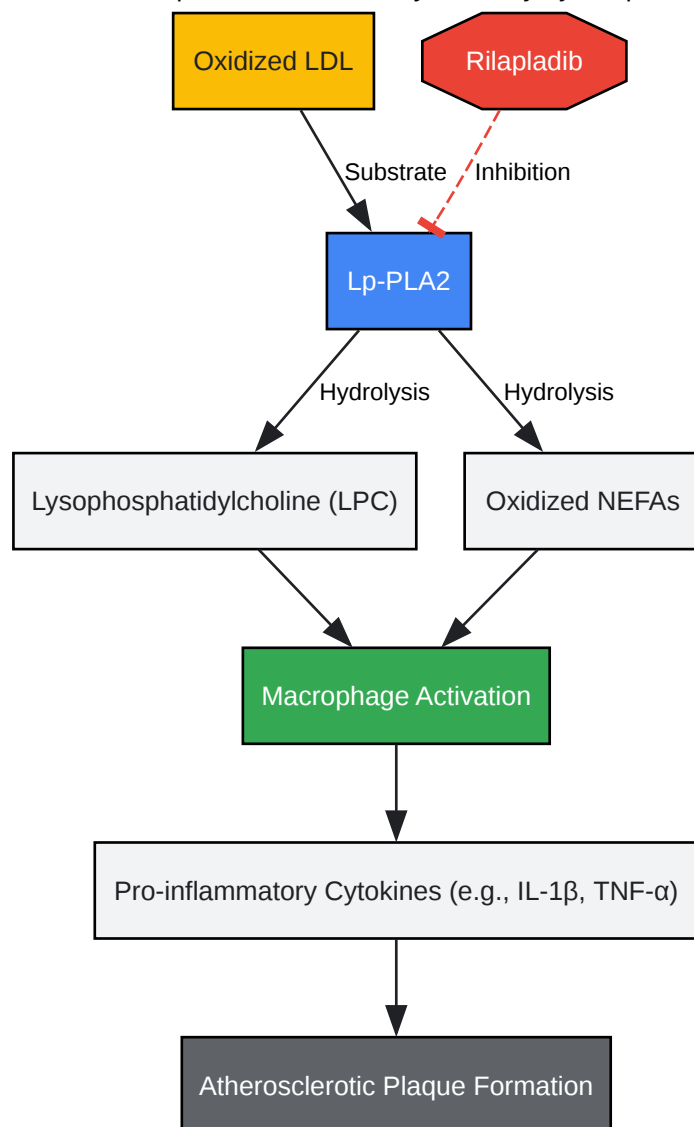 Oxidized LDL
Rilapladib
Substrate
Inhibition
Lp-PLA2
Hydrolysis
Hydrolysis
Lysophosphatidylcholine (LPC)
Oxidized NEFAs
Macrophage Activation
Pro-inflammatory Cytokines (e.g., IL-1β, TNF-α)
Atherosclerotic Plaque Formation